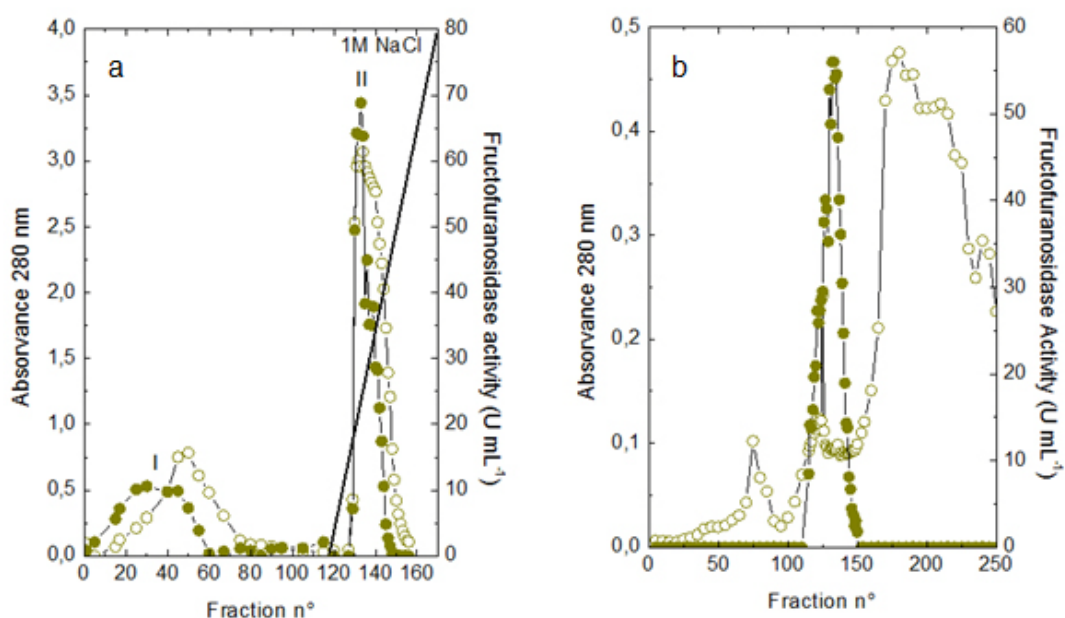 a
1M NaCl
II
I
4,0
3,5
3,0
2,5
2,0
1,5
1,0
0,5
0,0
Absorvance 280 nm
0 20 40 60 80 100 120 140 160
Fraction n°
80
70
60
50
40
30
20
10
0
Fructofuranosidase activity (U mL-1)
b
0,5
0,4
0,3
0,2
0,1
0,0
Absorvance 280 nm
0 50 100 150 200 250
Fraction n°
60
50
40
30
20
10
0
Fructofuranosidase Activity (U mL-1)